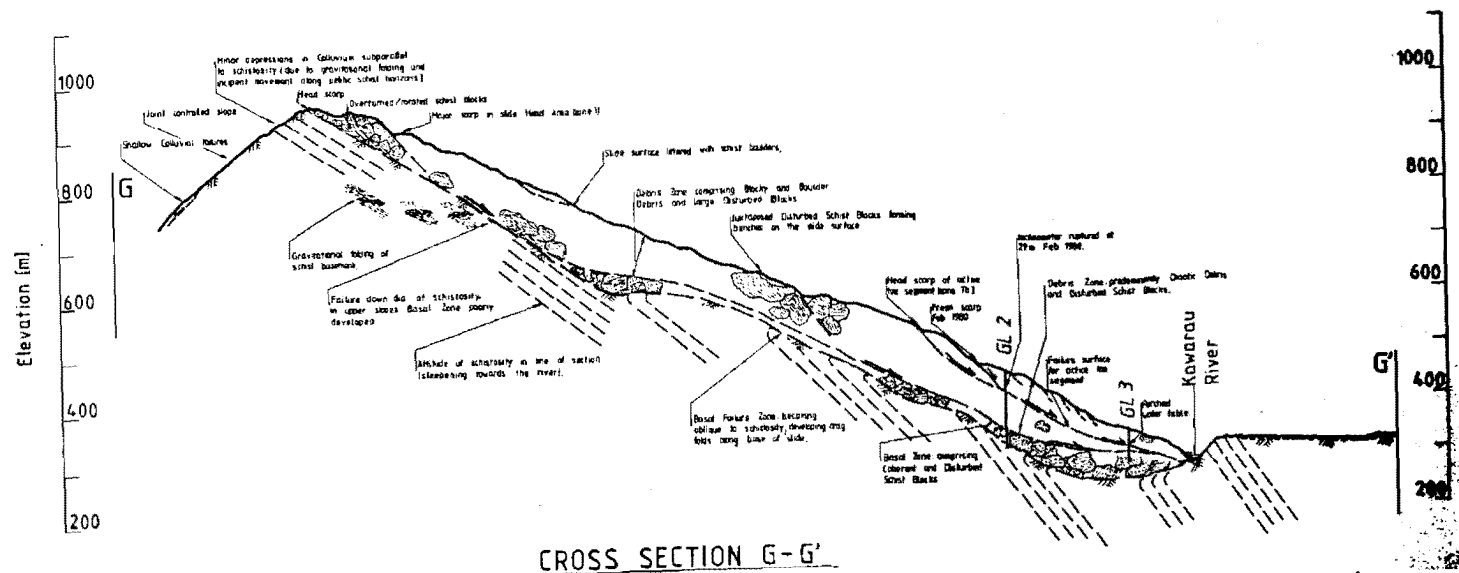 Minor depressions in Colluvium subparallel
to schistosity (due to gravitational folding and
incipient movement along pelitic schist horizons)
Head scarp
Overturned/rotated schist blocks
Major scarp in slide Head Area
Joint controlled slope
Shallow Colluvial failures
Slide surface littered with schist boulders.
Debris Zone comprising Blocky and Boulder
Debris and Large Disturbed Blocks
Juxtaposed Disturbed Schist Blocks forming
benches on the slide surface
Inclinometer ruptured at
29m Feb 1980.
Debris Zone predominantly Chaotic Debris
and Disturbed Schist Blocks.
Head scarp of active
toe segment
Fresh scarp
Feb 1980
Gravitational folding of
schist basement.
Failure down dip of schistosity
in upper slopes Basal Zone poorly
developed
Attitude of schistosity in line of section
(steepening towards the river).
Basal Failure Zone becoming
oblique to schistosity, developing drag
folds along base of slide.
Basal Zone comprising
Coherent and Disturbed
Schist Blocks
Failure surface
for active toe
segment
Perched
water table
GL 2
GL 3
Kawarau
River
G
G'
Elevation [m]
1000
800
600
400
200
1000
800
600
400
200
CROSS SECTION G-G'